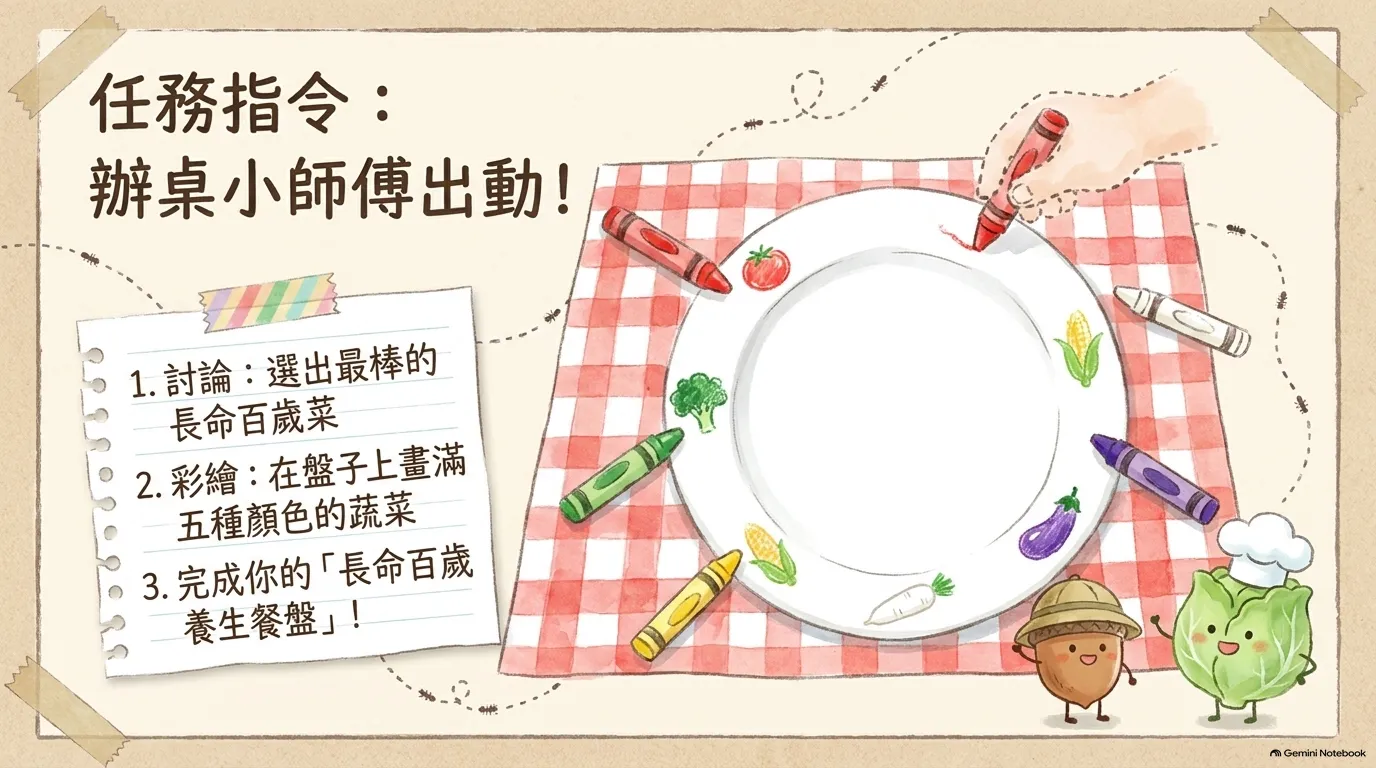 任務指令：
辦桌小師傅出動！
1. 討論：選出最棒的
長命百歲菜
2. 彩繪：在盤子上畫滿
五種顏色的蔬菜
3. 完成你的「長命百歲
養生餐盤」！
Gemini Notebook